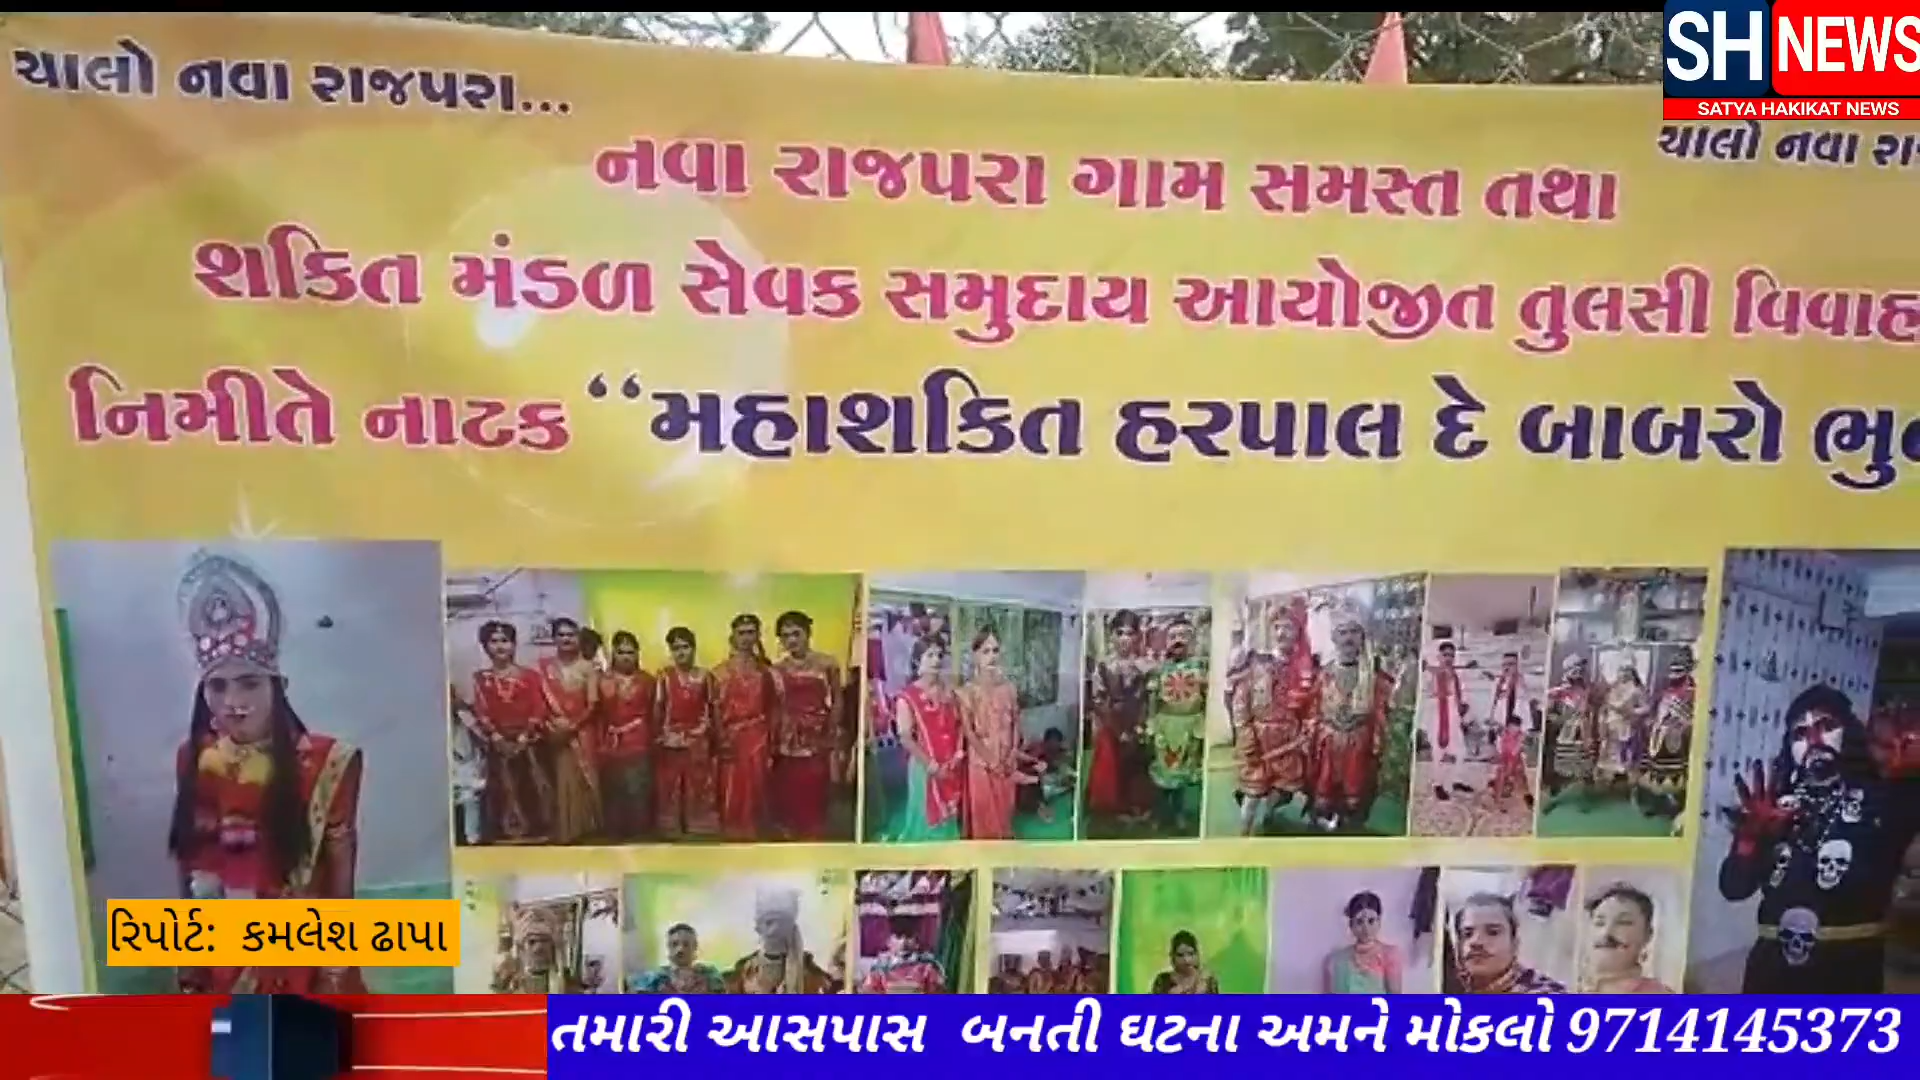 SH NEWS
SATYA HAKIKAT NEWS
ચાલો નવા રાજપરા...
ચાલો નવા
નવા રાજપરા ગામ સમસ્ત તથા
શકિત મંડળ સેવક સમુદાય આયોજીત તુલસી વિવાહ
નિમીતે નાટક “મહાશકિત હરપાલ દે બાબરો
રિપોર્ટ: કમલેશ ઢાપા
તમારી આસપાસ બનતી ઘટના અમને મોકલો 9714145373